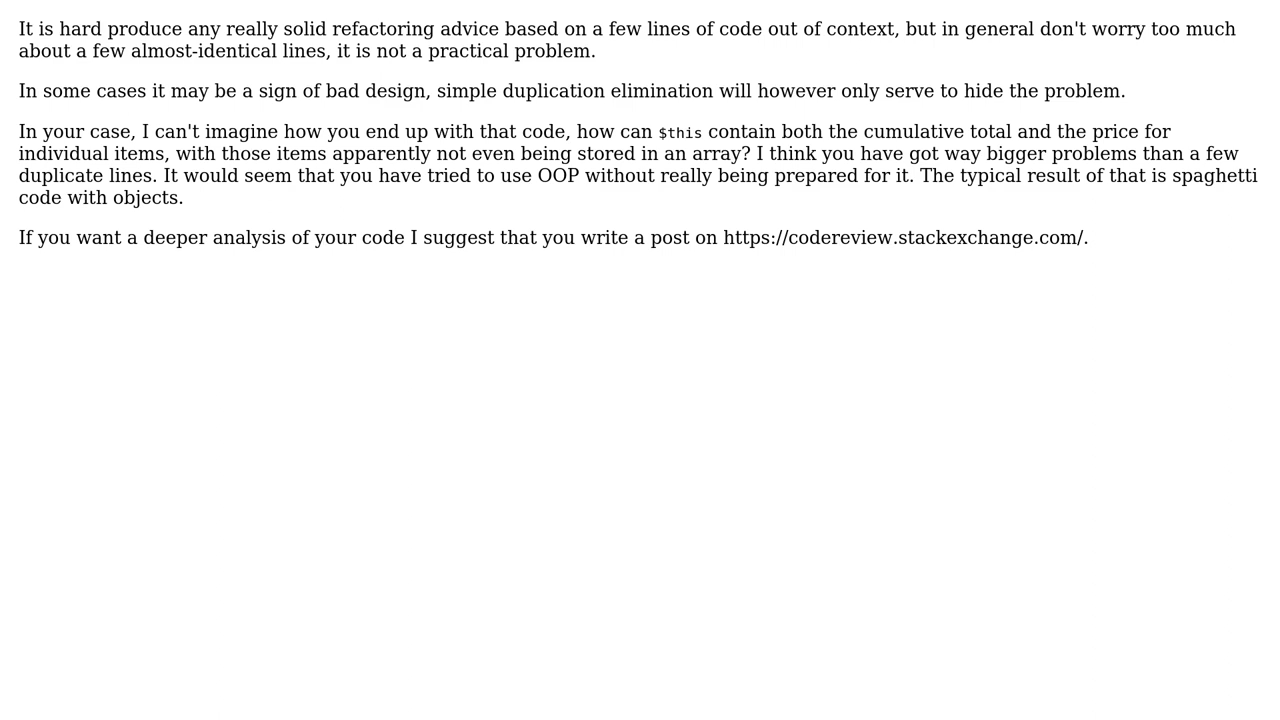 It is hard produce any really solid refactoring advice based on a few lines of code out of context, but in general don't worry too much
about a few almost-identical lines, it is not a practical problem.
In some cases it may be a sign of bad design, simple duplication elimination will however only serve to hide the problem.
In your case, I can't imagine how you end up with that code, how can $this contain both the cumulative total and the price for
individual items, with those items apparently not even being stored in an array? I think you have got way bigger problems than a few
duplicate lines. It would seem that you have tried to use OOP without really being prepared for it. The typical result of that is spaghetti
code with objects.
If you want a deeper analysis of your code I suggest that you write a post on https://codereview.stackexchange.com/.